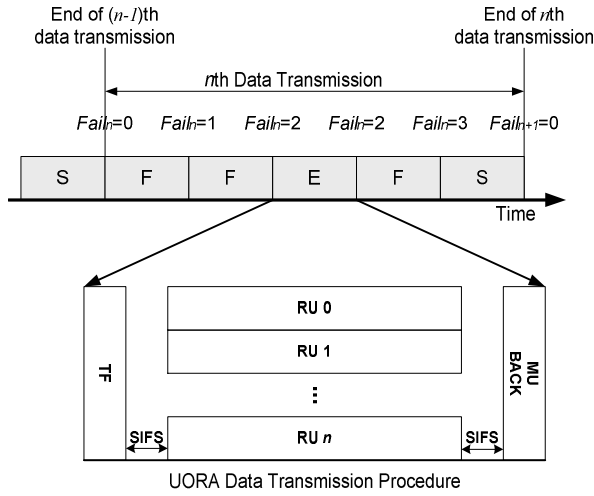 End of (n-1)th
data transmission
End of nth
data transmission
nth Data Transmission
Failn=0 Failn=1 Failn=2 Failn=2 Failn=3 Failn+1=0
S F F E F S
Time
RU 0
RU 1
...
RU n
TF
SIFS
SIFS
MU
BACK
UORA Data Transmission Procedure